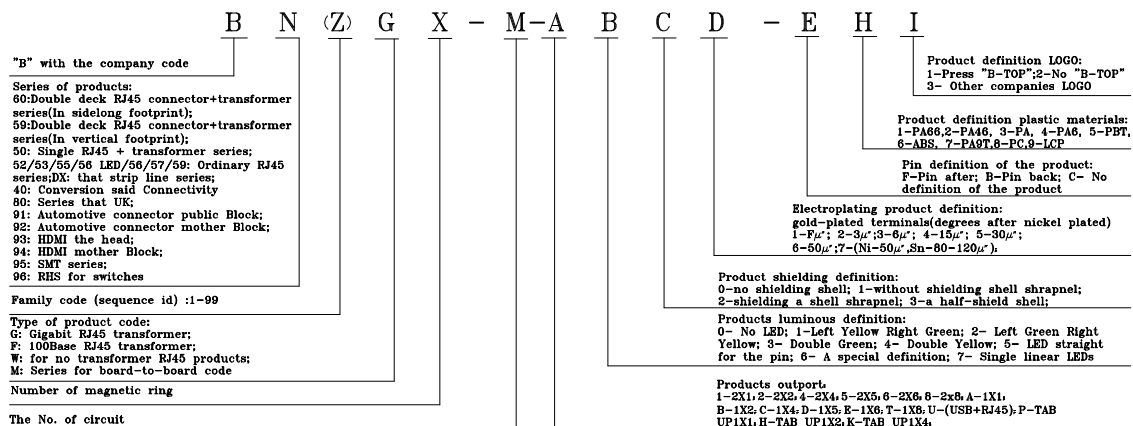 B N (Z) G X - M - A B C D - E H I
"B" with the company code
Series of products:
60:Double deck RJ45 connector+transformer
series(In sidelong footprint);
59:Double deck RJ45 connector+transformer
series(In vertical footprint);
50: Single RJ45 + transformer series;
52/53/55/56 LED/56/57/59: Ordinary RJ45
series;DX: that strip line series;
40: Conversion said Connectivity
80: Series that UK;
91: Automotive connector public Block;
92: Automotive connector mother Block;
93: HDMI the head;
94: HDMI mother Block;
95: SMT series;
96: RHS for switches
Family code (sequence id) :1-99
Type of product code:
G: Gigabit RJ45 transformer;
F: 100Base RJ45 transformer;
W: for no transformer RJ45 products;
M: Series for board-to-board code
Number of magnetic ring
The No. of circuit
Product definition LOGO:
1-Press "B-TOP";2-No "B-TOP"
3- Other companies LOGO
Product definition plastic materials:
1-PA66,2-PA46, 3-PA, 4-PA6, 5-PBT,
6-ABS, 7-PA9T,8-PC,9-LCP
Pin definition of the product:
F-Pin after; B-Pin back; C- No
definition of the product
Electroplating product definition:
gold-plated terminals(degrees after nickel plated)
1-Fμ"; 2-3μ";3-6μ"; 4-15μ"; 5-30μ";
6-50μ";7-(Ni-50μ",Sn-80-120μ");
Product shielding definition:
0-no shielding shell; 1-without shielding shell shrapnel;
2-shielding a shell shrapnel; 3-a half-shield shell;
Products luminous definition:
0- No LED; 1-Left Yellow Right Green; 2- Left Green Right
Yellow; 3- Double Green; 4- Double Yellow; 5- LED straight
for the pin; 6- A special definition; 7- Single linear LEDs
Products outport:
1-2X1; 2-2X2; 4-2X4; 5-2X5; 6-2X6; 8-2x8; A-1X1;
B-1X2; C-1X4; D-1X5; E-1X6; T-1X8; U-(USB+RJ45); P-TAB
UP1X1; H-TAB UP1X2; K-TAB UP1X4;